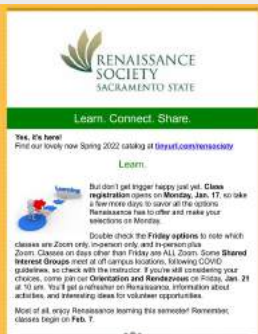 RENAISSANCE
SOCIETY
SACRAMENTO STATE
Learn. Connect. Share.
Yes, it's here!
Find our lovely new Spring 2022 catalog at tinyurl.com/rensociety
Learn.
Learning
But don't get trigger happy just yet. Class
registration opens on Monday, Jan. 17, so take
a few more days to savor all the options
Renaissance has to offer and make your
selections on Monday.
Double check the Friday options to note which
classes are Zoom only, in-person only, and in-person plus
Zoom. Classes on days other than Friday are ALL Zoom. Some Shared
Interest Groups meet at off campus locations, following COVID
guidelines, so check with the instructor. If you're still considering your
choices, come join our Orientation and Rendezvous on Friday, Jan. 21
at 10 am. You'll get a refresher on Renaissance, information about
activities, and interesting ideas for volunteer opportunities.
Most of all, enjoy Renaissance learning this semester! Remember,
classes begin on Feb. 7.